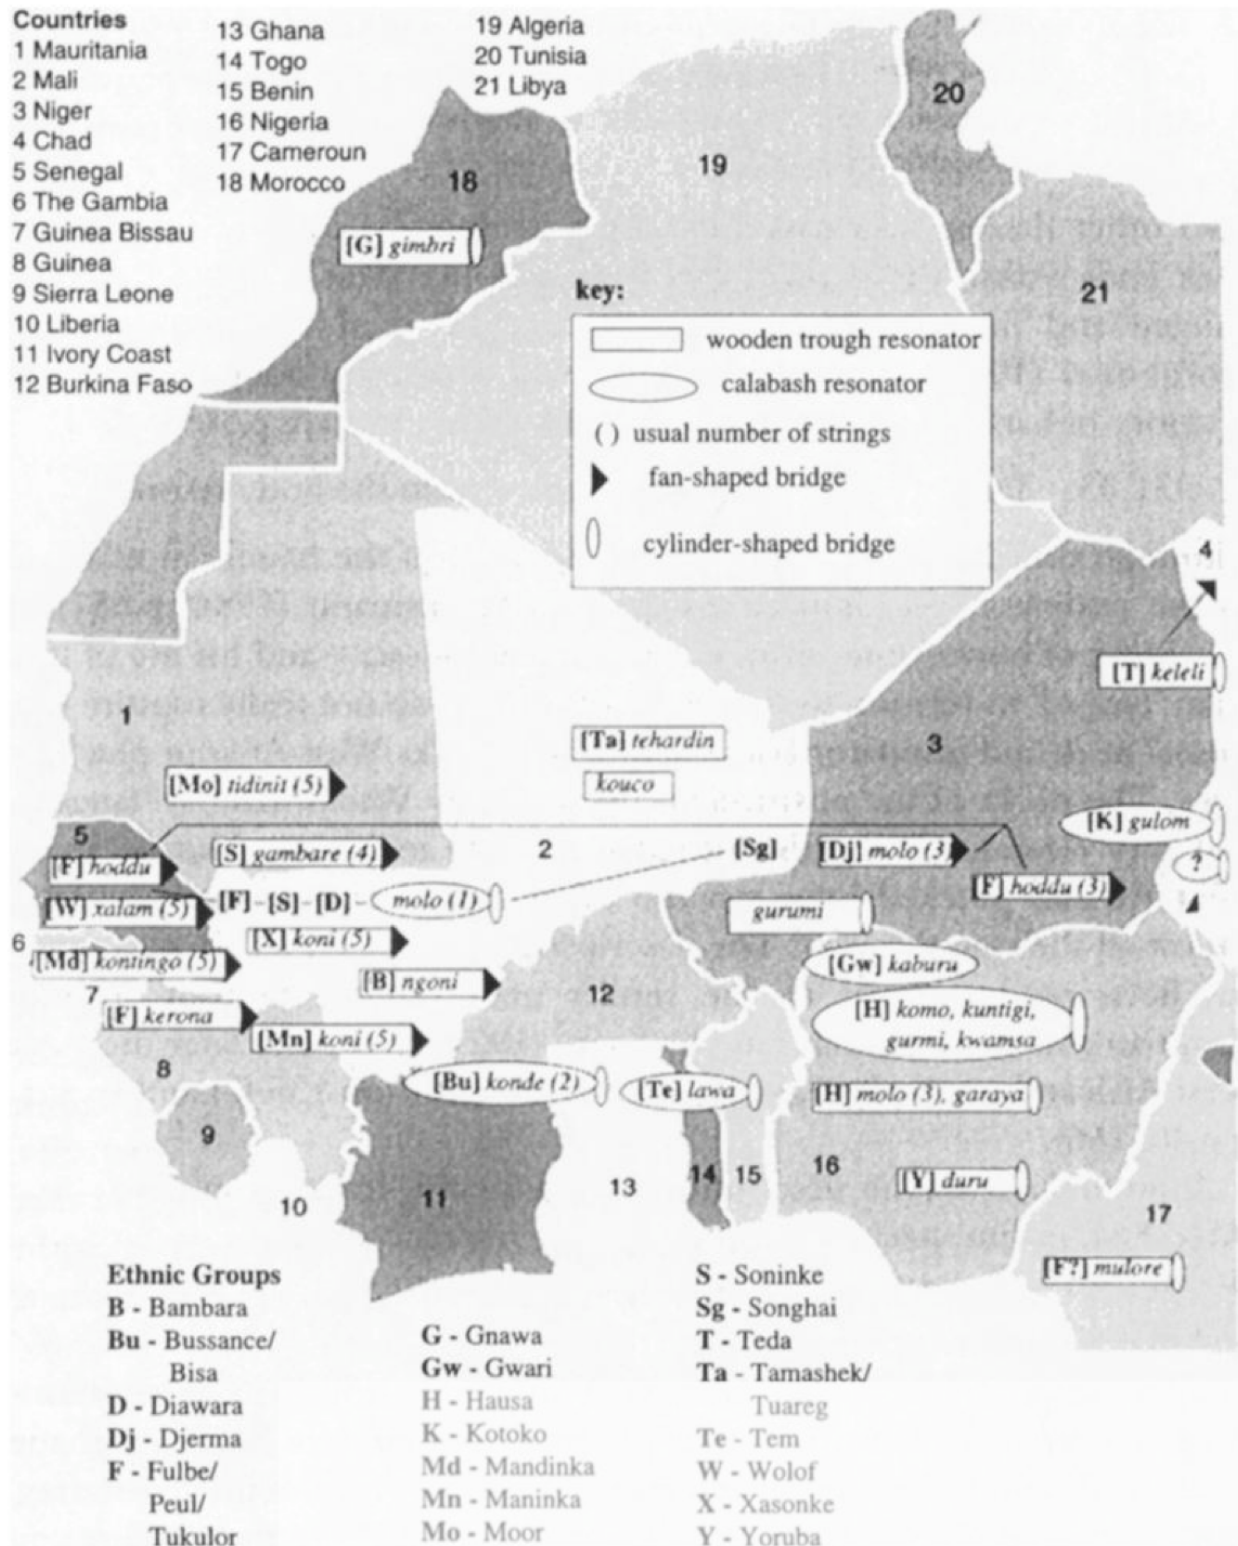 Countries
1 Mauritania
2 Mali
3 Niger
4 Chad
5 Senegal
6 The Gambia
7 Guinea Bissau
8 Guinea
9 Sierra Leone
10 Liberia
11 Ivory Coast
12 Burkina Faso
13 Ghana
14 Togo
15 Benin
16 Nigeria
17 Cameroun
18 Morocco
19 Algeria
20 Tunisia
21 Libya
20
19
18
[G] gimbri
21
key:
wooden trough resonator
calabash resonator
( ) usual number of strings
fan-shaped bridge
cylinder-shaped bridge
4
[T] keleli
1
3
[Ta] tehardin
kouco
[Mo] tidinit (5)
[K] gulom
5
[F] hoddu
[S] gambare (4)
2
[Sg]
[Dj] molo (3)
?
[F] hoddu (3)
[W] xalam (5)
[F] - [S] - [D] - molo (1)
gurumi
6
[X] koni (5)
[Md] kontingo (5)
[Gw] kaburu
7
[B] ngoni
12
[F] kerona
[H] komo, kuntigi,
gurmi, kwamsa
[Mn] koni (5)
8
[Bu] konde (2)
[Te] lawa
[H] molo (3), garaya
9
10
11
13
14
15
16
[Y] duru
17
[F?] mulore
Ethnic Groups
B - Bambara
Bu - Bussance/
Bisa
D - Diawara
Dj - Djerma
F - Fulbe/
Peul/
Tukulor
G - Gnawa
Gw - Gwari
H - Hausa
K - Kotoko
Md - Mandinka
Mn - Maninka
Mo - Moor
S - Soninke
Sg - Songhai
T - Teda
Ta - Tamashek/
Tuareg
Te - Tem
W - Wolof
X - Xasonke
Y - Yoruba